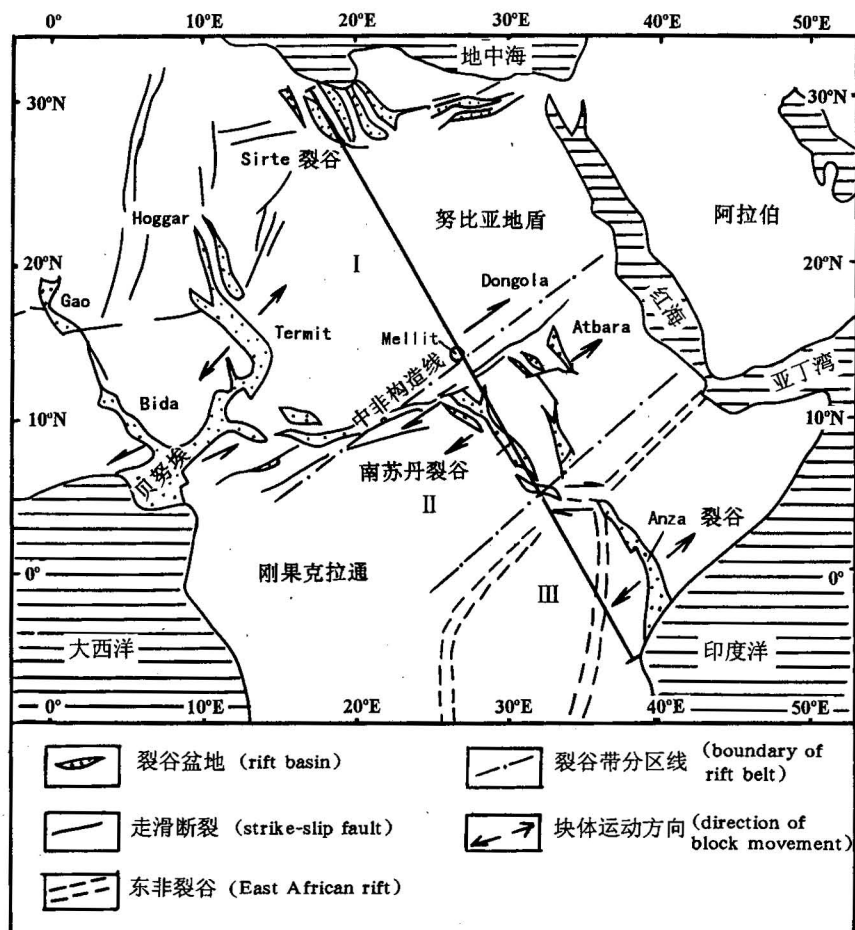 0° 10°E 20°E 30°E 40°E 50°E
地中海
30°N 30°N
Sirte 裂谷
努比亚地盾
阿拉伯
Hoggar
20°N 20°N
I
Dongola
Gao
红海
Termit
Mellit
Atbara
亚丁湾
Bida
中非构造线
10°N 10°N
贝努埃
南苏丹裂谷
II
Anza 裂谷
刚果克拉通
0° 0°
III
大西洋
印度洋
0° 10°E 20°E 30°E 40°E 50°E
裂谷盆地 (rift basin)
裂谷带分区线 (boundary of
rift belt)
走滑断裂 (strike-slip fault)
块体运动方向 (direction of
block movement)
东非裂谷 (East African rift)